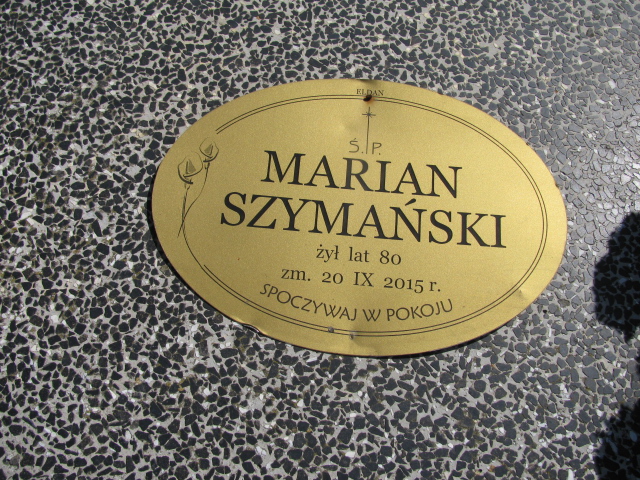 ELDAN
Ś. P.
MARIAN
SZYMAŃSKI
żył lat 80
zm. 20 IX 2015 r.
SPOCZYWAJ W POKOJU